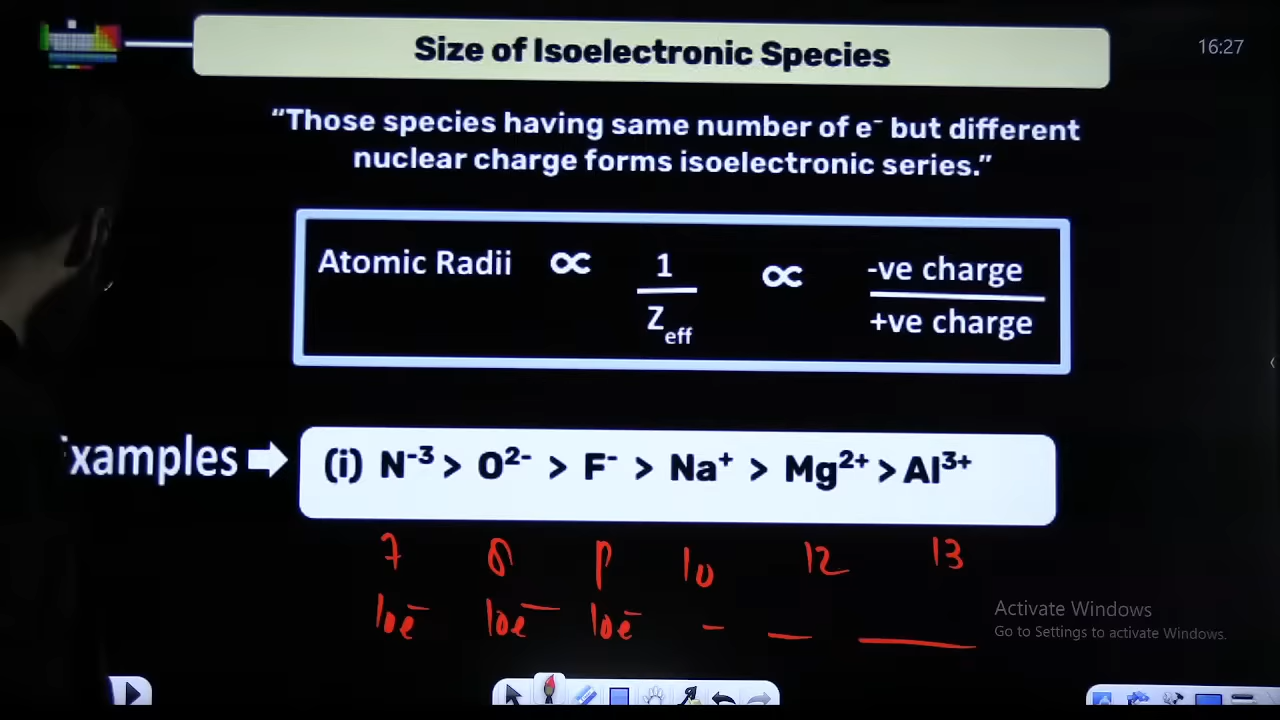 Size of Isoelectronic Species
16:27
“Those species having same number of e⁻ but different
nuclear charge forms isoelectronic series.”
Atomic Radii ∝ 1/Zeff ∝ -ve charge/+ve charge
xamples
(i) N⁻³ > O²⁻ > F⁻ > Na⁺ > Mg²⁺ > Al³⁺
7 8 9 10 12 13
10e⁻ 10e⁻ 10e⁻ - — —
Activate Windows
Go to Settings to activate Windows.